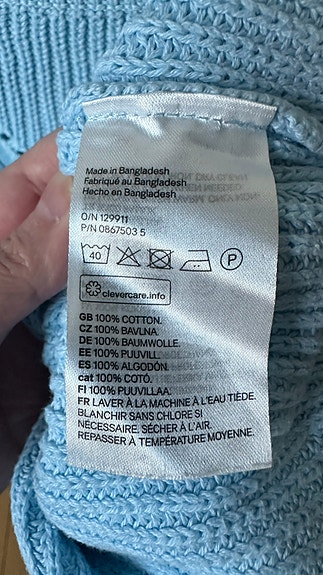 Made in Bangladesh
Fabriqué au Bangladesh
Hecho en Bangladesh
O/N 129911
P/N 0867503 5
40 P
clevercare.info
GB 100% COTTON.
CZ 100% BAVLNA.
DE 100% BAUMWOLLE.
EE 100% PUUVILL.
ES 100% ALGODÓN.
cat 100% COTÓ.
FI 100% PUUVILLAA.
FR LAVER À LA MACHINE À L'EAU TIÈDE.
BLANCHIR SANS CHLORE SI
NÉCESSAIRE. SÉCHER À L'AIR.
REPASSER À TEMPÉRATURE MOYENNE.